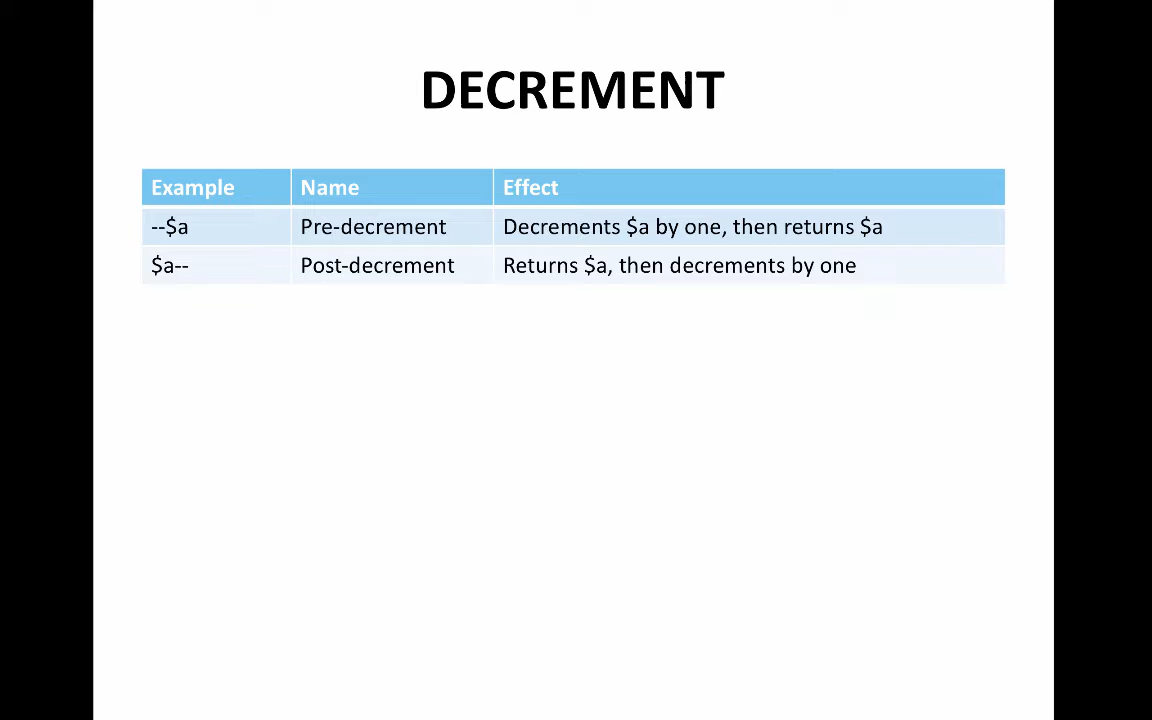 DECREMENT
Example Name Effect
--$a Pre-decrement Decrements $a by one, then returns $a
$a-- Post-decrement Returns $a, then decrements by one